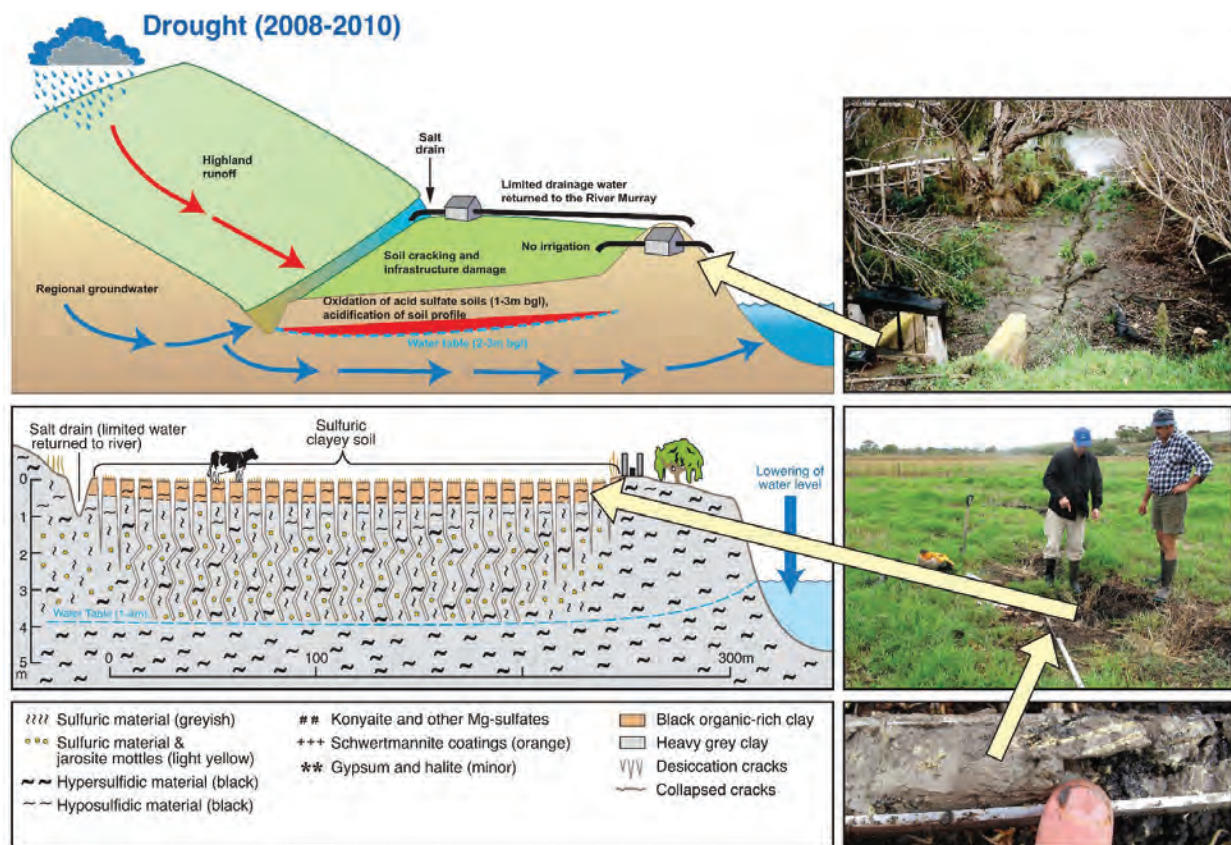 Drought (2008-2010)
Salt
drain
Highland
runoff
Limited drainage water
returned to the River Murray
No irrigation
Soil cracking and
infrastructure damage
Regional groundwater
Oxidation of acid sulfate soils (1-3m bgl),
acidification of soil profile
Water table (2-3m bgl)
Salt drain (limited water
returned to river)
Sulfuric
clayey soil
Lowering of
water level
0
1
2
3
4
5
m
Water Table (1-4m)
0
100
300m
Sulfuric material (greyish)
Sulfuric material &
jarosite mottles (light yellow)
Hypersulfidic material (black)
Hyposulfidic material (black)
## Konyaite and other Mg-sulfates
+++ Schwertmannite coatings (orange)
** Gypsum and halite (minor)
Black organic-rich clay
Heavy grey clay
Desiccation cracks
Collapsed cracks